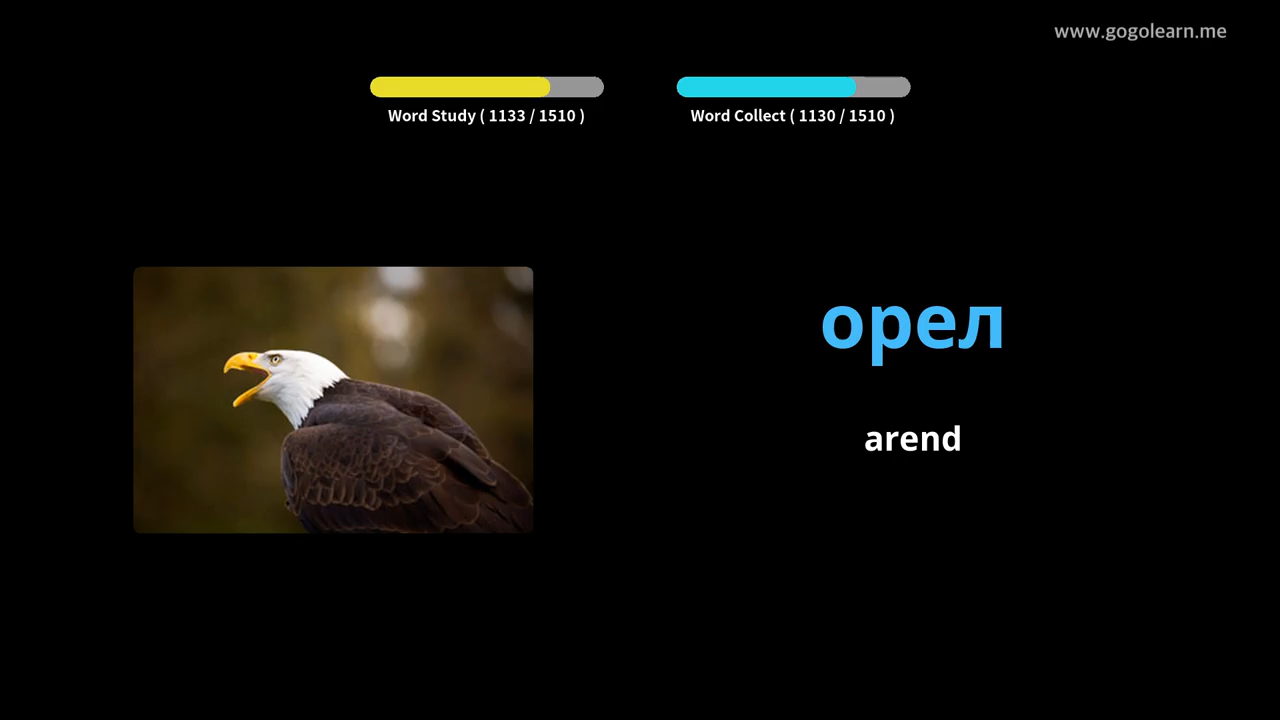 www.gogolearn.me
Word Study ( 1133 / 1510 )
Word Collect ( 1130 / 1510 )
орел
arend